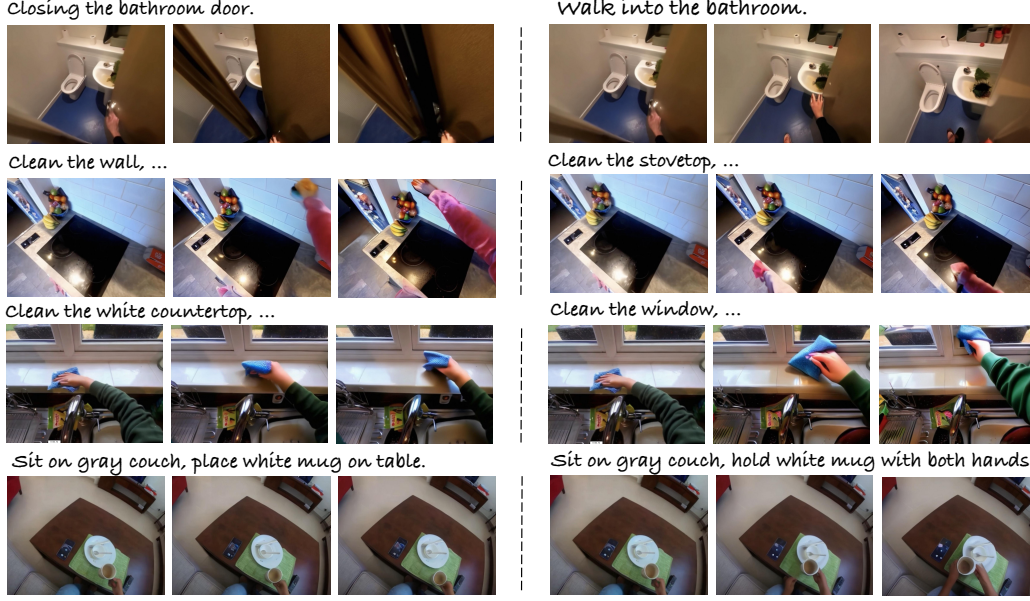 Closing the bathroom door.
Walk into the bathroom.
Clean the wall, ...
Clean the stovetop, ...
Clean the white countertop, ...
Clean the window, ...
Sit on gray couch, place white mug on table.
Sit on gray couch, hold white mug with both hands